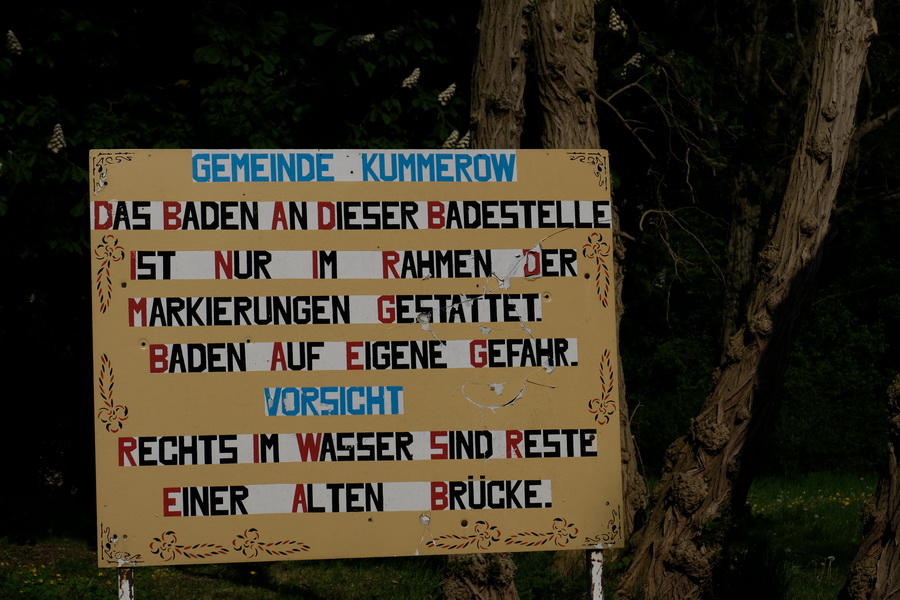 GEMEINDE KUMMEROW
DAS BADEN AN DIESER BADESTELLE
IST NUR IM RAHMEN DER
MARKIERUNGEN GESTATTET.
BADEN AUF EIGENE GEFAHR.
VORSICHT
RECHTS IM WASSER SIND RESTE
EINER ALTEN BRÜCKE.